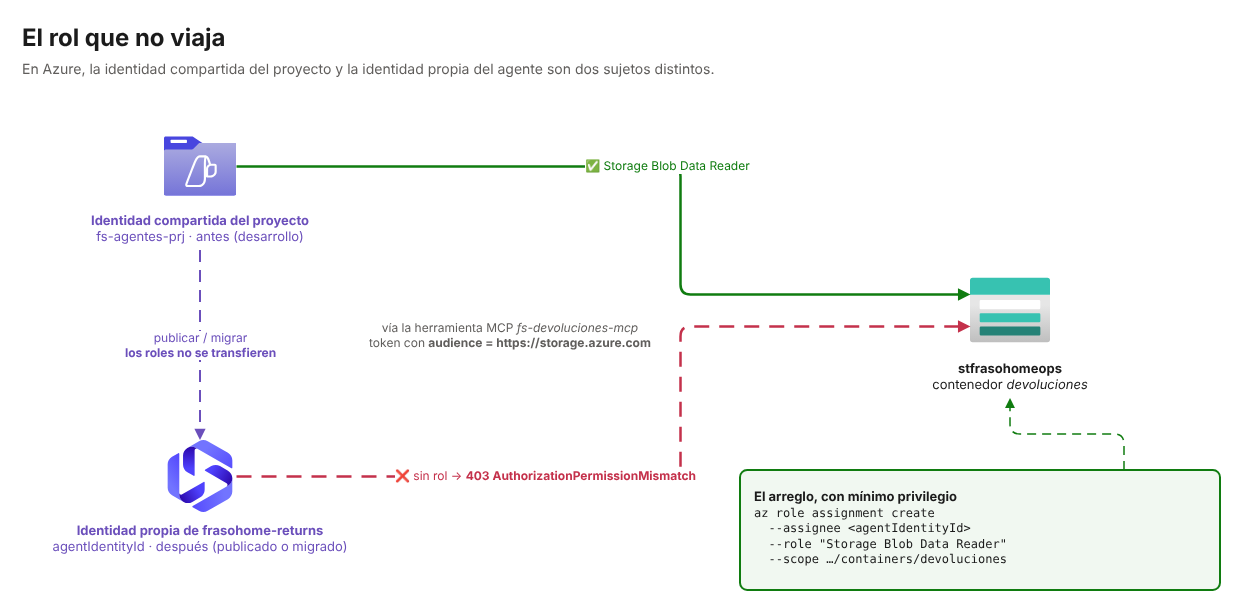 El rol que no viaja
En Azure, la identidad compartida del proyecto y la identidad propia del agente son dos sujetos distintos.
✅ Storage Blob Data Reader
Identidad compartida del proyecto
fs-agentes-prj · antes (desarrollo)
publicar / migrar
los roles no se transfieren
vía la herramienta MCP fs-devoluciones-mcp
token con audience = https://storage.azure.com
stfrasohomeops
contenedor devoluciones
❌ sin rol → 403 AuthorizationPermissionMismatch
Identidad propia de frasohome-returns
agentIdentityId · después (publicado o migrado)
El arreglo, con mínimo privilegio
az role assignment create
--assignee <agentIdentityId>
--role "Storage Blob Data Reader"
--scope …/containers/devoluciones